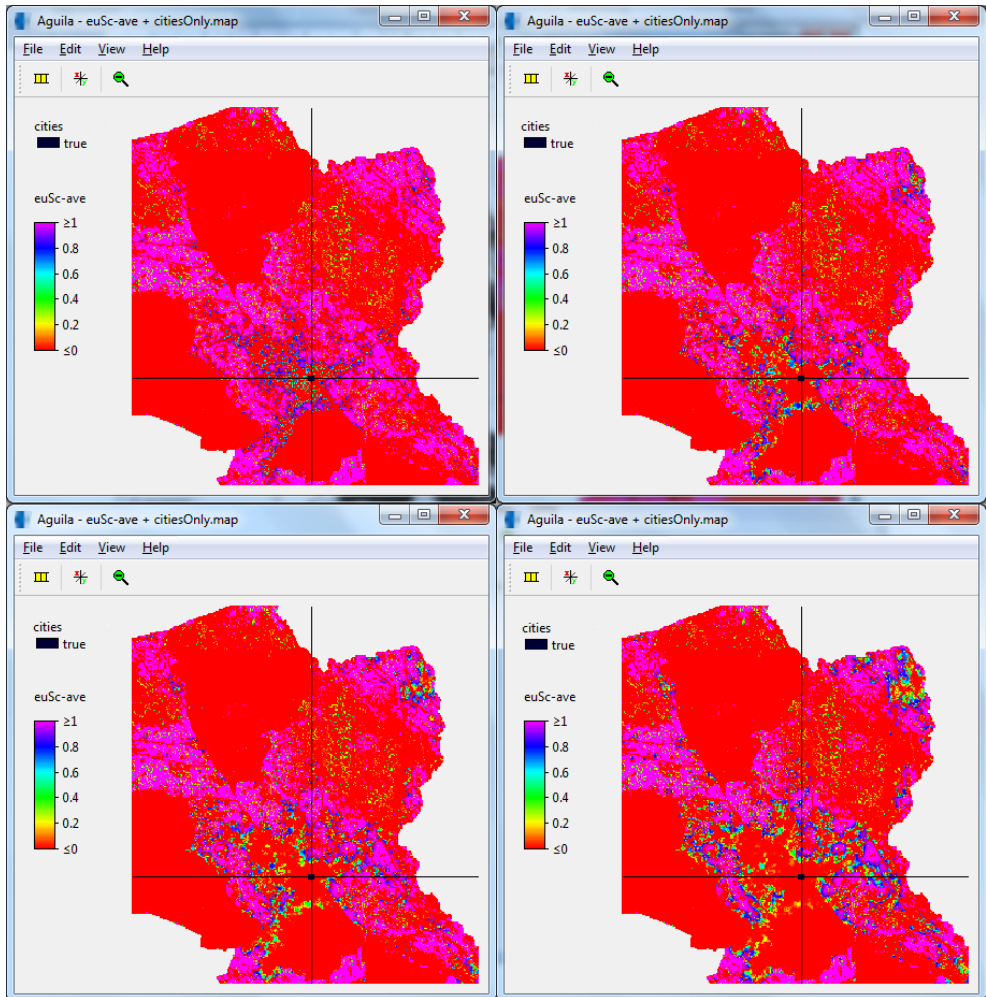 Aguila - euSc-ave + citiesOnly.map
File Edit View Help
cities
true
euSc-ave
≥1
0.8
0.6
0.4
0.2
≤0
Aguila - euSc-ave + citiesOnly.map
File Edit View Help
cities
true
euSc-ave
≥1
0.8
0.6
0.4
0.2
≤0
Aguila - euSc-ave + citiesOnly.map
File Edit View Help
cities
true
euSc-ave
≥1
0.8
0.6
0.4
0.2
≤0
Aguila - euSc-ave + citiesOnly.map
File Edit View Help
cities
true
euSc-ave
≥1
0.8
0.6
0.4
0.2
≤0